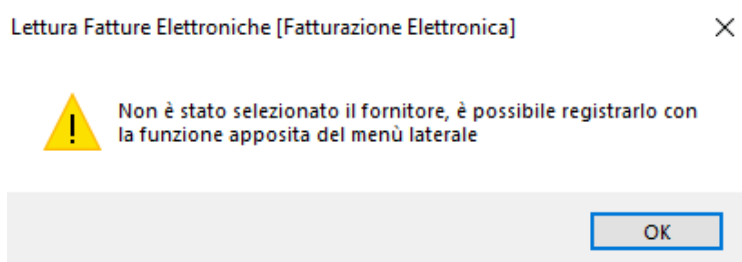 Lettura Fatture Elettroniche [Fatturazione Elettronica]
Non è stato selezionato il fornitore, è possibile registrarlo con
la funzione apposita del menù laterale
OK